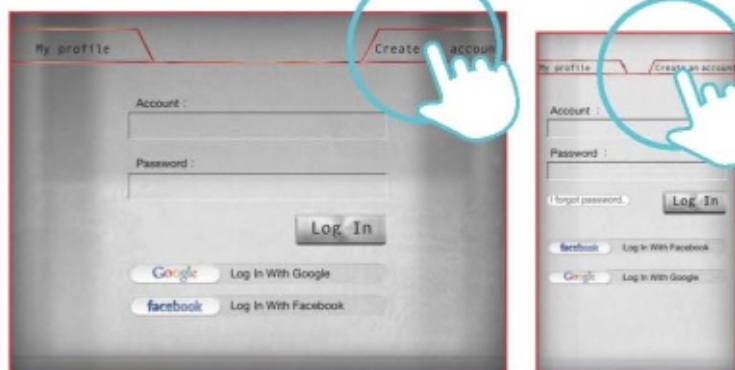 My profile
Create accoun
Account :
Password :
Log In
Google Log In With Google
facebook Log In With Facebook
My profile
Create an account
Account :
Password :
I forgot password.
Log In
facebook Log In With Facebook
Google Log In With Google